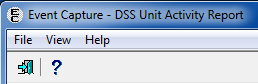 Event Capture - DSS Unit Activity Report
File View Help
?